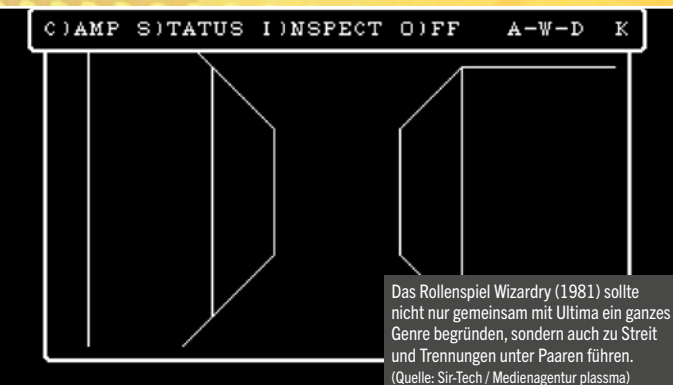 C)AMP S)TATUS I)NSPECT O)FF A-W-D K
Das Rollenspiel Wizardry (1981) sollte
nicht nur gemeinsam mit Ultima ein ganzes
Genre begründen, sondern auch zu Streit
und Trennungen unter Paaren führen.
(Quelle: Sir-Tech / Medienagentur plassma)